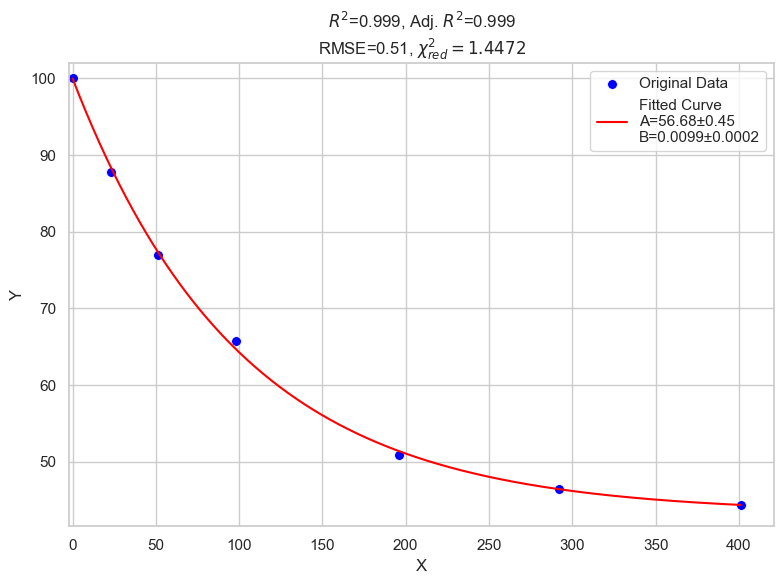 R²=0.999, Adj. R²=0.999
RMSE=0.51, χ²_red = 1.4472
Original Data
Fitted Curve
A=56.68±0.45
B=0.0099±0.0002
100
90
80
70
60
50
Y
0 50 100 150 200 250 300 350 400
X